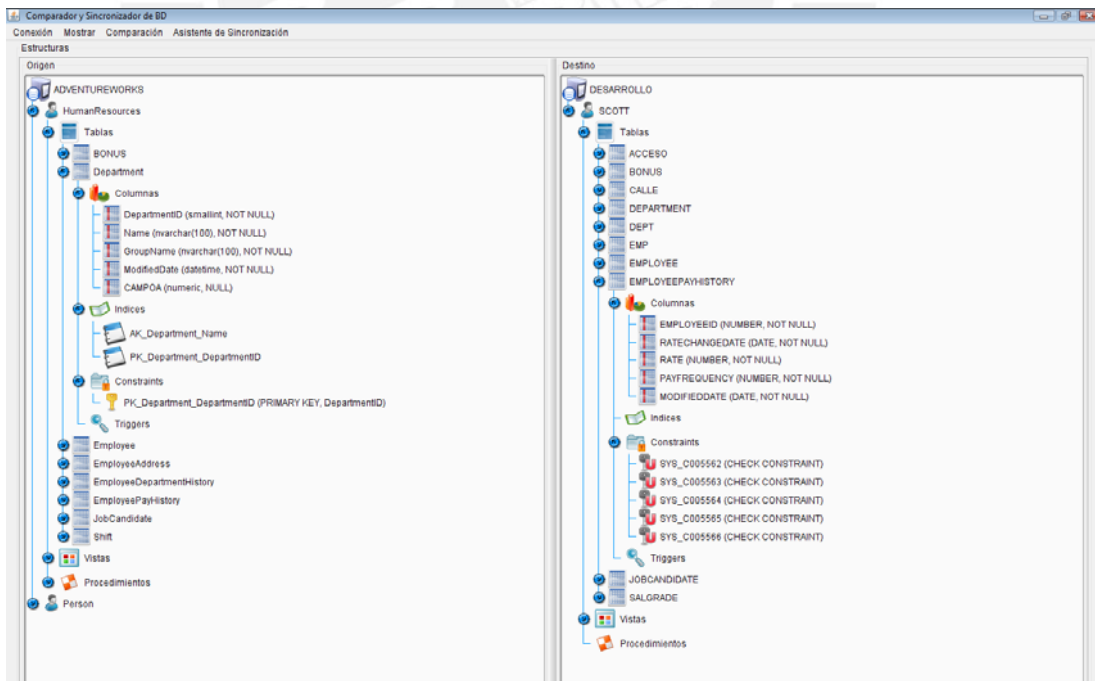 Comparador y Sincronizador de BD
Conexión Mostrar Comparación Asistente de Sincronización
Estructuras
Origen
ADVENTUREWORKS
HumanResources
Tablas
BONUS
Department
Columnas
DepartmentID (smallint, NOT NULL)
Name (nvarchar(100), NOT NULL)
GroupName (nvarchar(100), NOT NULL)
ModifiedDate (datetime, NOT NULL)
CAMPOA (numeric, NULL)
Indices
AK_Department_Name
PK_Department_DepartmentID
Constraints
PK_Department_DepartmentID (PRIMARY KEY, DepartmentID)
Triggers
Employee
EmployeeAddress
EmployeeDepartmentHistory
EmployeePayHistory
JobCandidate
Shift
Vistas
Procedimientos
Person
Destino
DESARROLLO
SCOTT
Tablas
ACCESO
BONUS
CALLE
DEPARTMENT
DEPT
EMP
EMPLOYEE
EMPLOYEEPAYHISTORY
Columnas
EMPLOYEEID (NUMBER, NOT NULL)
RATECHANGEDATE (DATE, NOT NULL)
RATE (NUMBER, NOT NULL)
PAYFREQUENCY (NUMBER, NOT NULL)
MODIFIEDDATE (DATE, NOT NULL)
Indices
Constraints
SYS_C005562 (CHECK CONSTRAINT)
SYS_C005563 (CHECK CONSTRAINT)
SYS_C005564 (CHECK CONSTRAINT)
SYS_C005565 (CHECK CONSTRAINT)
SYS_C005566 (CHECK CONSTRAINT)
Triggers
JOBCANDIDATE
SALGRADE
Vistas
Procedimientos